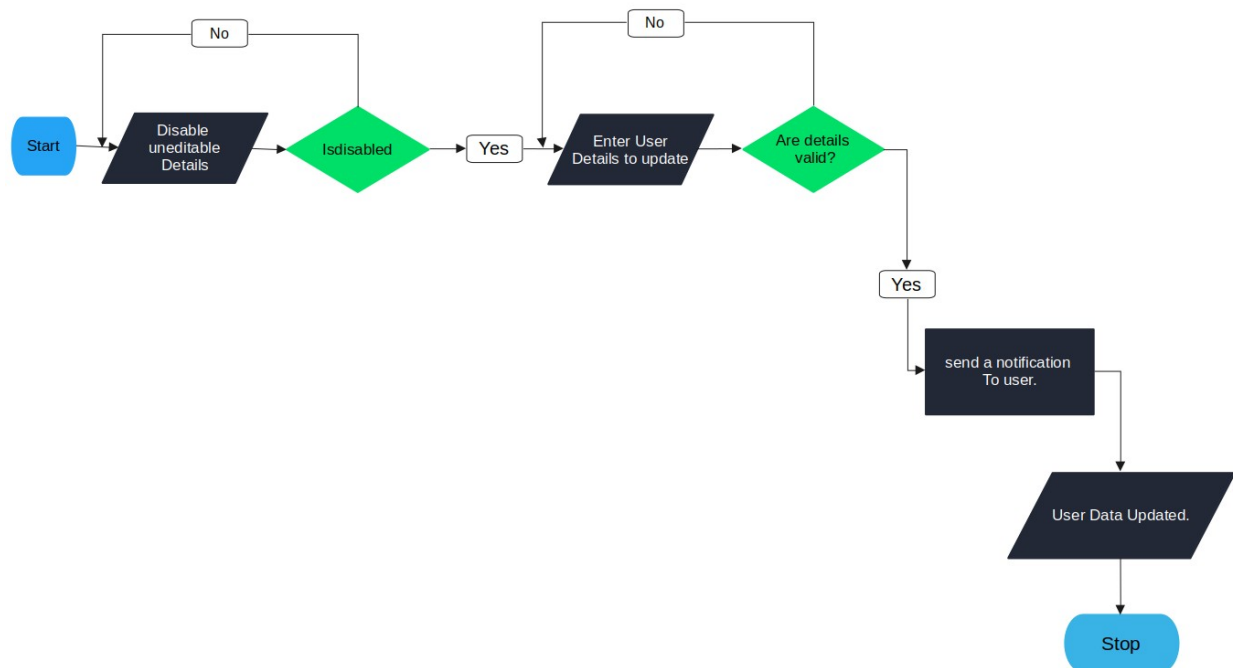 No
No
Start
Disable
uneditable
Details
Isdisabled
Yes
Enter User
Details to update
Are details
valid?
Yes
send a notification
To user.
User Data Updated.
Stop